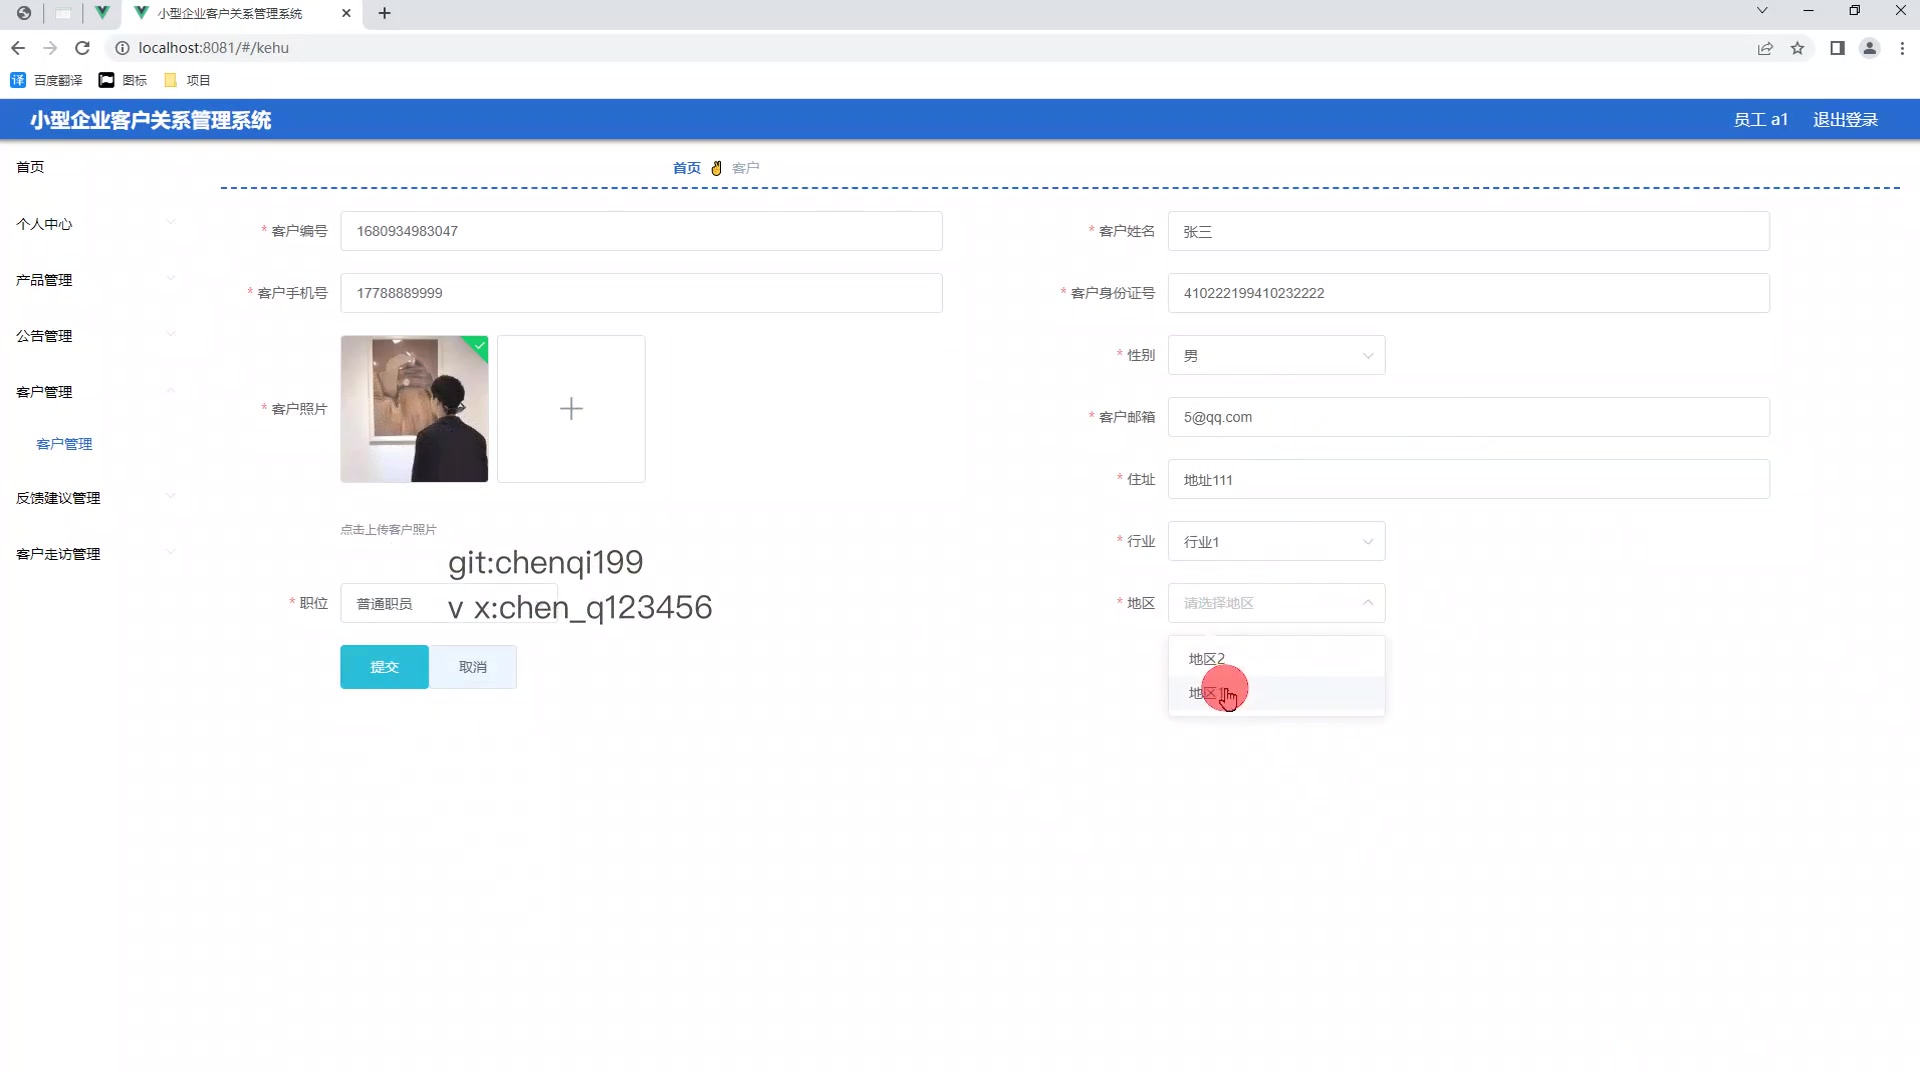 小型企业客户关系管理系统
localhost:8081/#/kehu
百度翻译
图标
项目
小型企业客户关系管理系统
员工 a1
退出登录
首页
首页
客户
个人中心
产品管理
公告管理
客户管理
客户管理
反馈建议管理
客户走访管理
* 客户编号
1680934983047
* 客户姓名
张三
* 客户手机号
17788889999
* 客户身份证号
410222199410232222
* 客户照片
* 性别
男
* 客户邮箱
5@qq.com
* 住址
地址111
点击上传客户照片
* 行业
行业1
git:chenqi199
* 职位
普通职员
v x:chen_q123456
* 地区
请选择地区
提交
取消
地区2
地区1